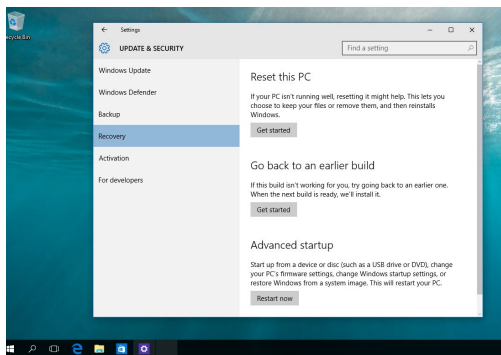 Recycle Bin
Settings
UPDATE & SECURITY
Find a setting
Windows Update
Windows Defender
Backup
Recovery
Activation
For developers
Reset this PC
If your PC isn't running well, resetting it might help. This lets you
choose to keep your files or remove them, and then reinstalls
Windows.
Get started
Go back to an earlier build
If this build isn't working for you, try going back to an earlier one.
When the next build is ready, we'll install it.
Get started
Advanced startup
Start up from a device or disc (such as a USB drive or DVD), change
your PC's firmware settings, change Windows startup settings, or
restore Windows from a system image. This will restart your PC.
Restart now